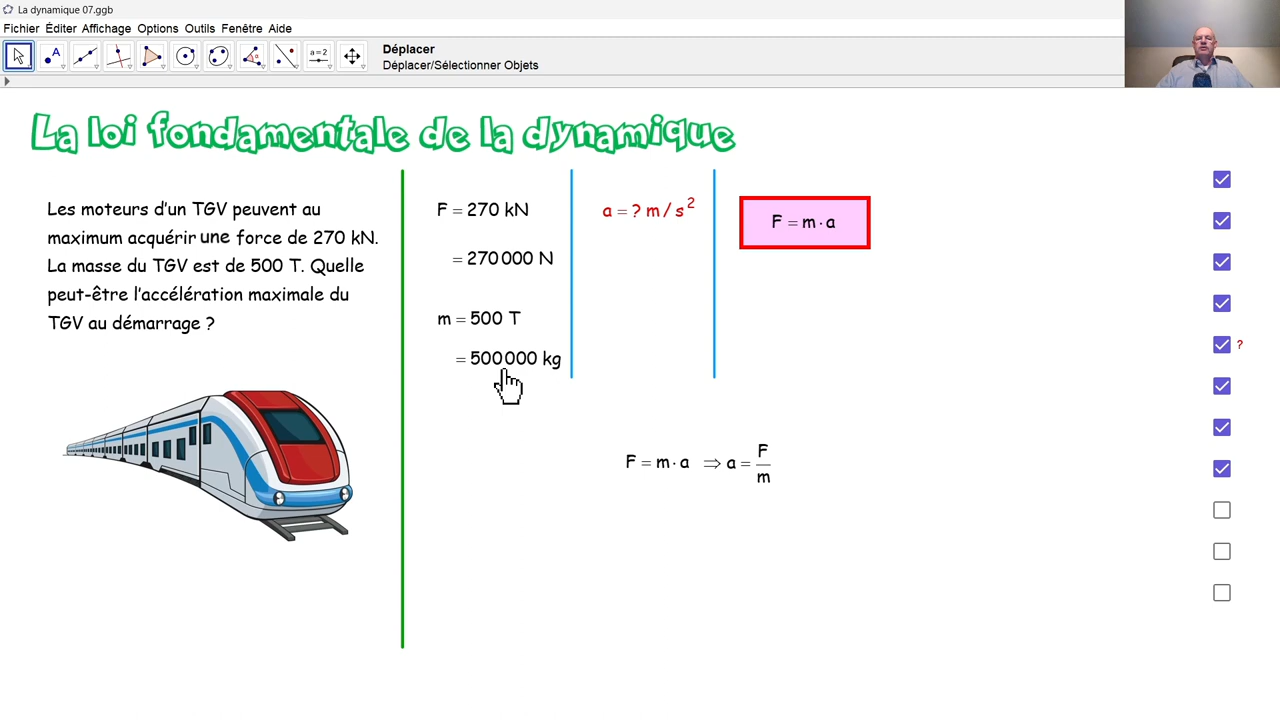 La dynamique 07.ggb
Fichier Éditer Affichage Options Outils Fenêtre Aide
A
a=2
Déplacer
Déplacer/Sélectionner Objets
La loi fondamentale de la dynamique
Les moteurs d'un TGV peuvent au
maximum acquérir une force de 270 kN.
La masse du TGV est de 500 T. Quelle
peut-être l'accélération maximale du
TGV au démarrage ?
F = 270 kN
= 270 000 N
m = 500 T
= 500 000 kg
a = ? m / s²
F = m · a
F = m · a ⇒ a = F/m
?